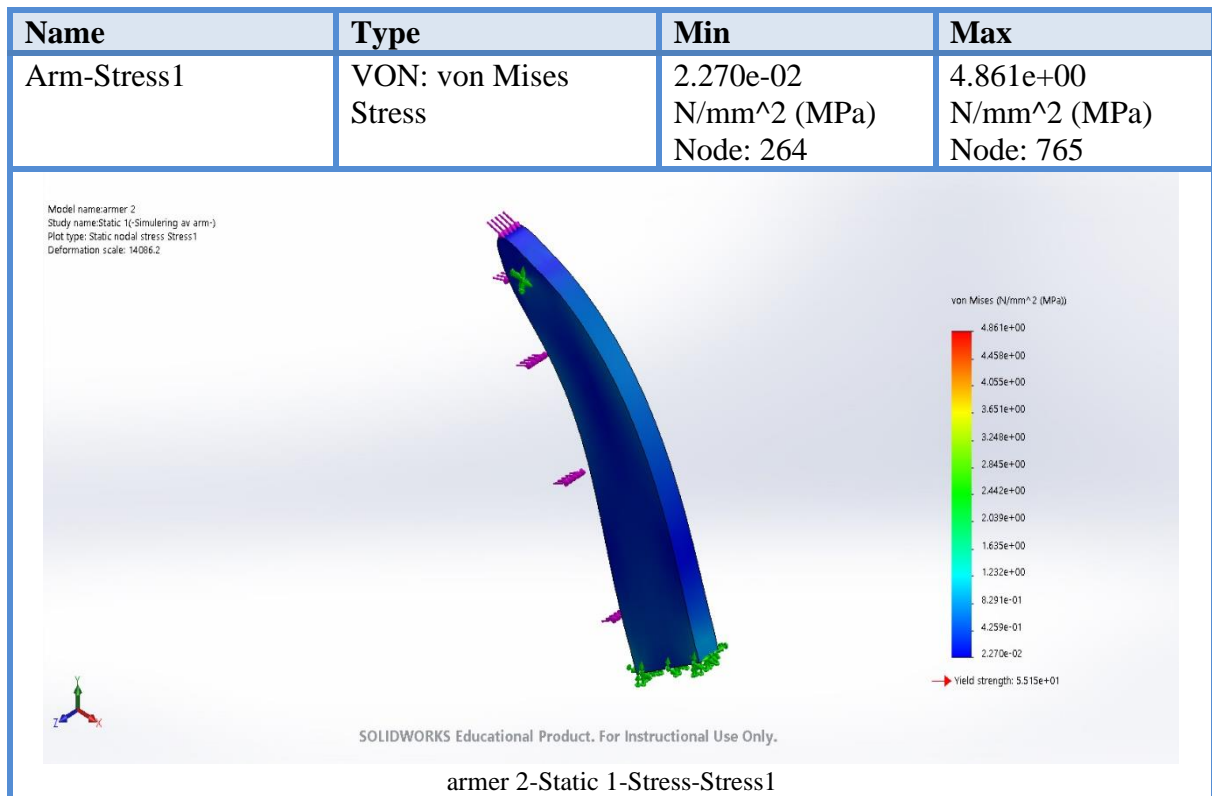 Name Type Min Max
Arm-Stress1 VON: von Mises 2.270e-02 4.861e+00
Stress N/mm^2 (MPa) N/mm^2 (MPa)
Node: 264 Node: 765
Model name:armer 2
Study name:Static 1(-Simulering av arm-)
Plot type: Static nodal stress Stress1
Deformation scale: 14086.2
von Mises (N/mm^2 (MPa))
4.861e+00
4.458e+00
4.055e+00
3.651e+00
3.248e+00
2.845e+00
2.442e+00
2.039e+00
1.635e+00
1.232e+00
8.291e-01
4.259e-01
2.270e-02
Yield strength: 5.515e+01
Y
Z X
SOLIDWORKS Educational Product. For Instructional Use Only.
armer 2-Static 1-Stress-Stress1